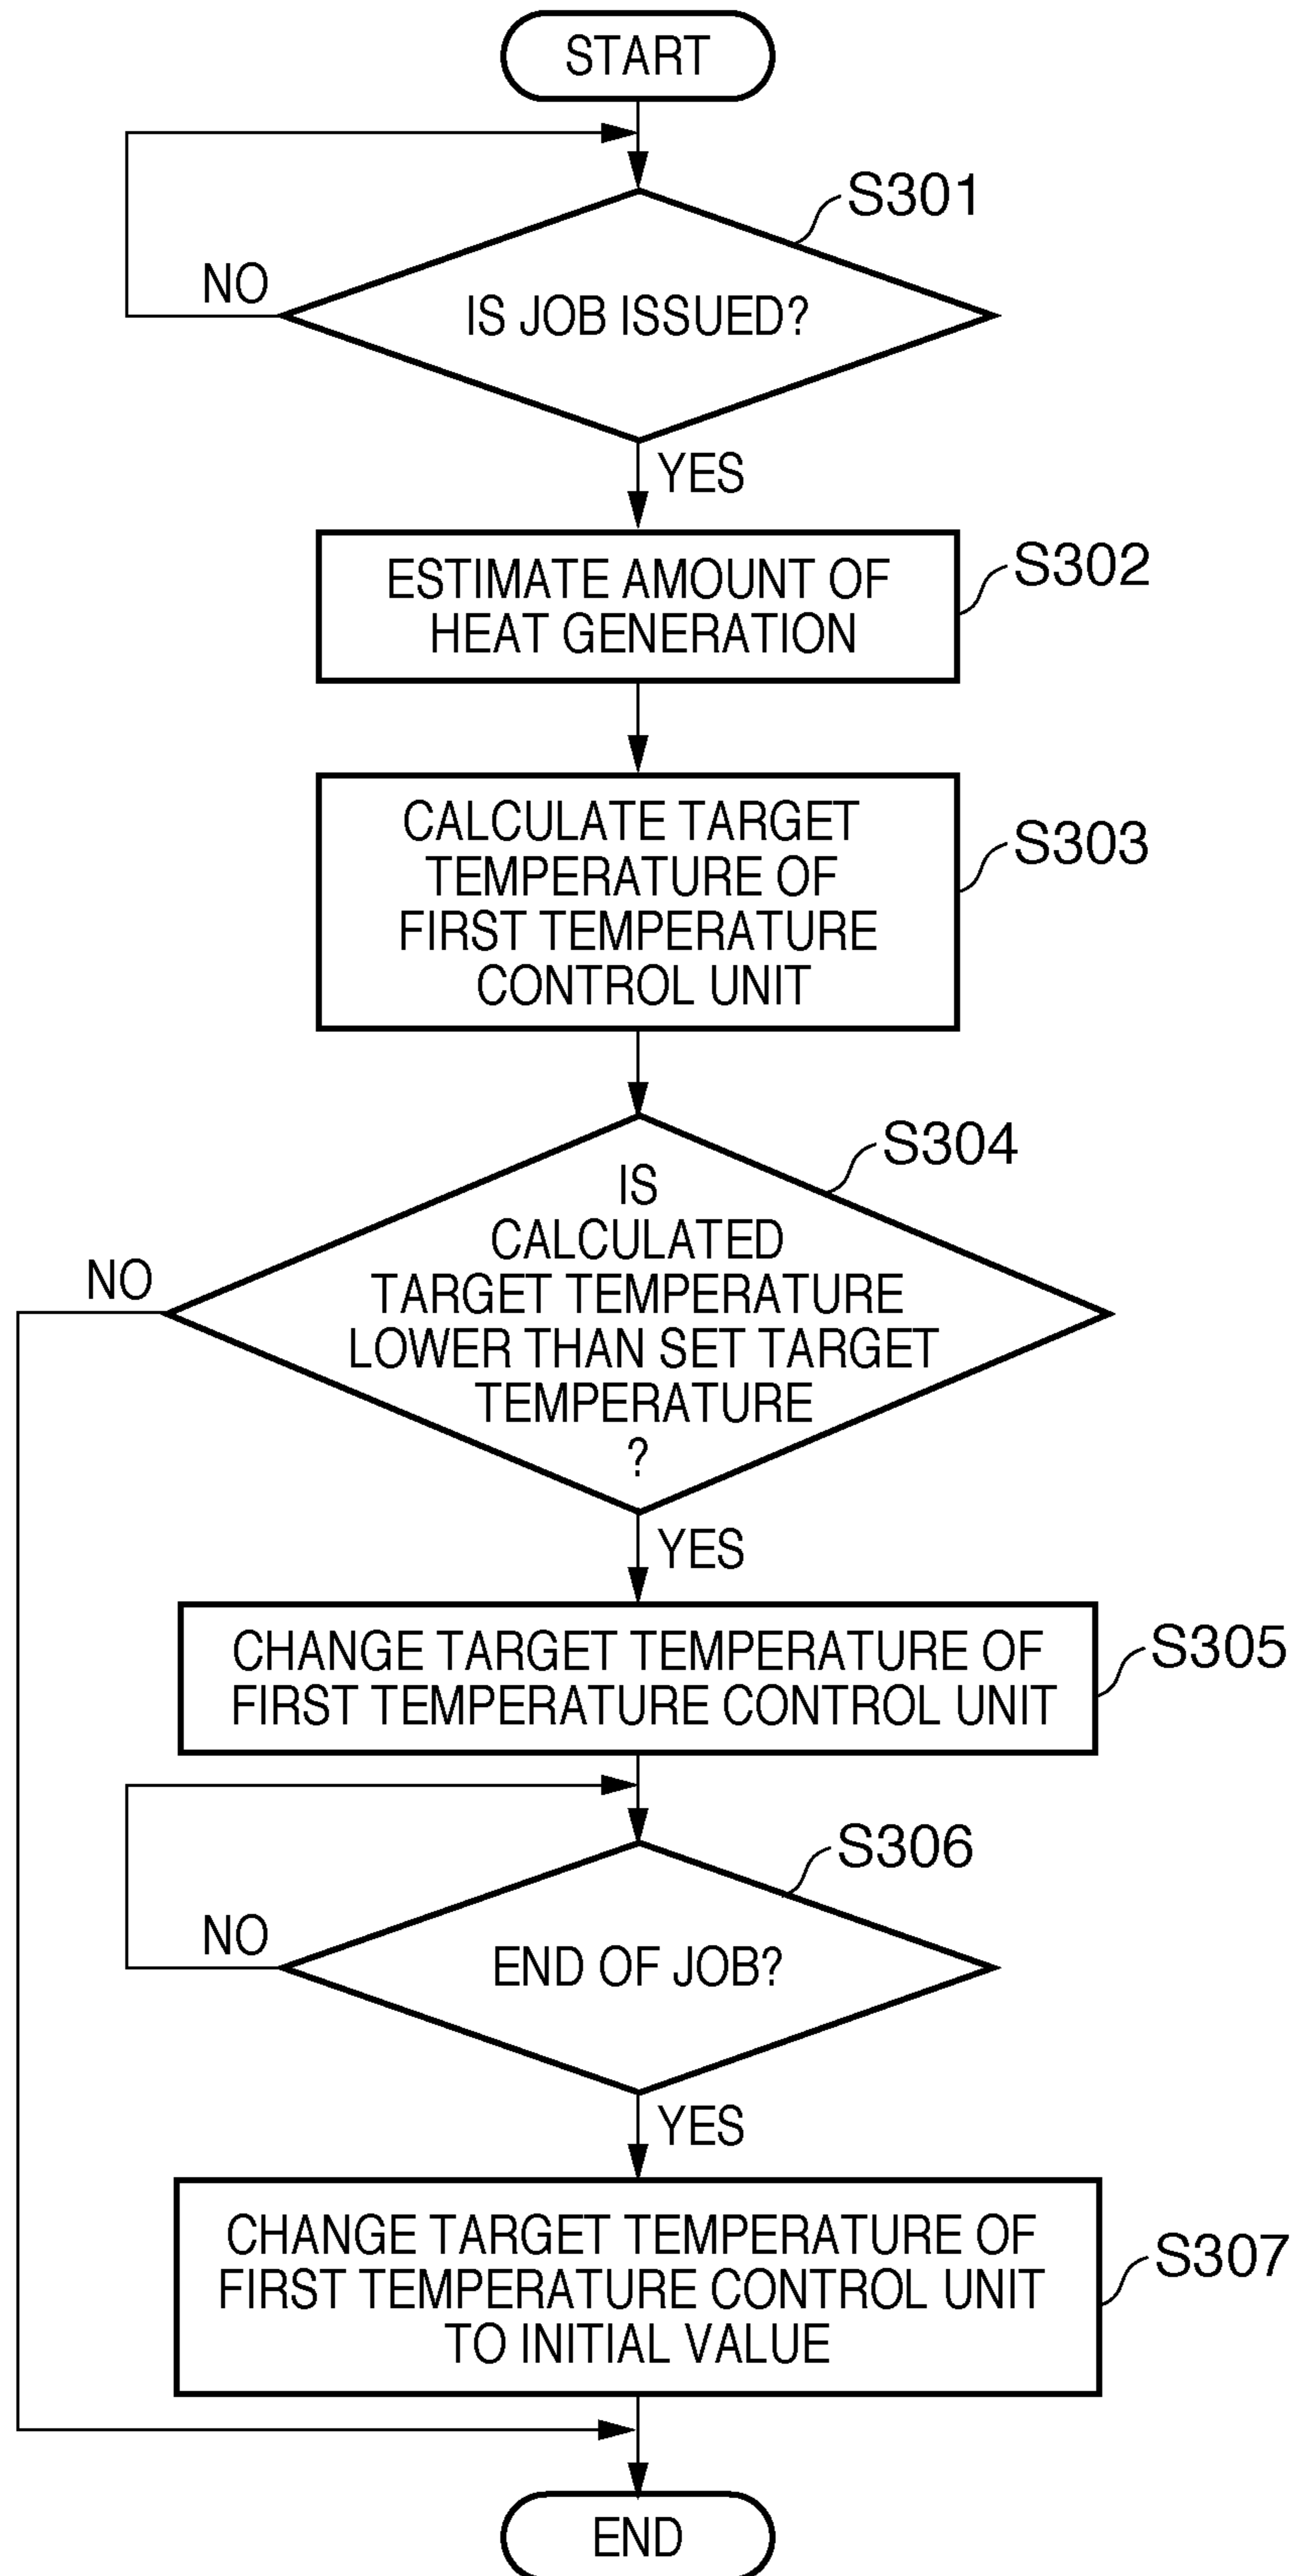 START
S301
NO
IS JOB ISSUED?
YES
ESTIMATE AMOUNT OF
HEAT GENERATION
S302
CALCULATE TARGET
TEMPERATURE OF
FIRST TEMPERATURE
CONTROL UNIT
S303
S304
IS
CALCULATED
TARGET TEMPERATURE
LOWER THAN SET TARGET
TEMPERATURE
?
NO
YES
CHANGE TARGET TEMPERATURE OF
FIRST TEMPERATURE CONTROL UNIT
S305
S306
NO
END OF JOB?
YES
CHANGE TARGET TEMPERATURE OF
FIRST TEMPERATURE CONTROL UNIT
TO INITIAL VALUE
S307
END